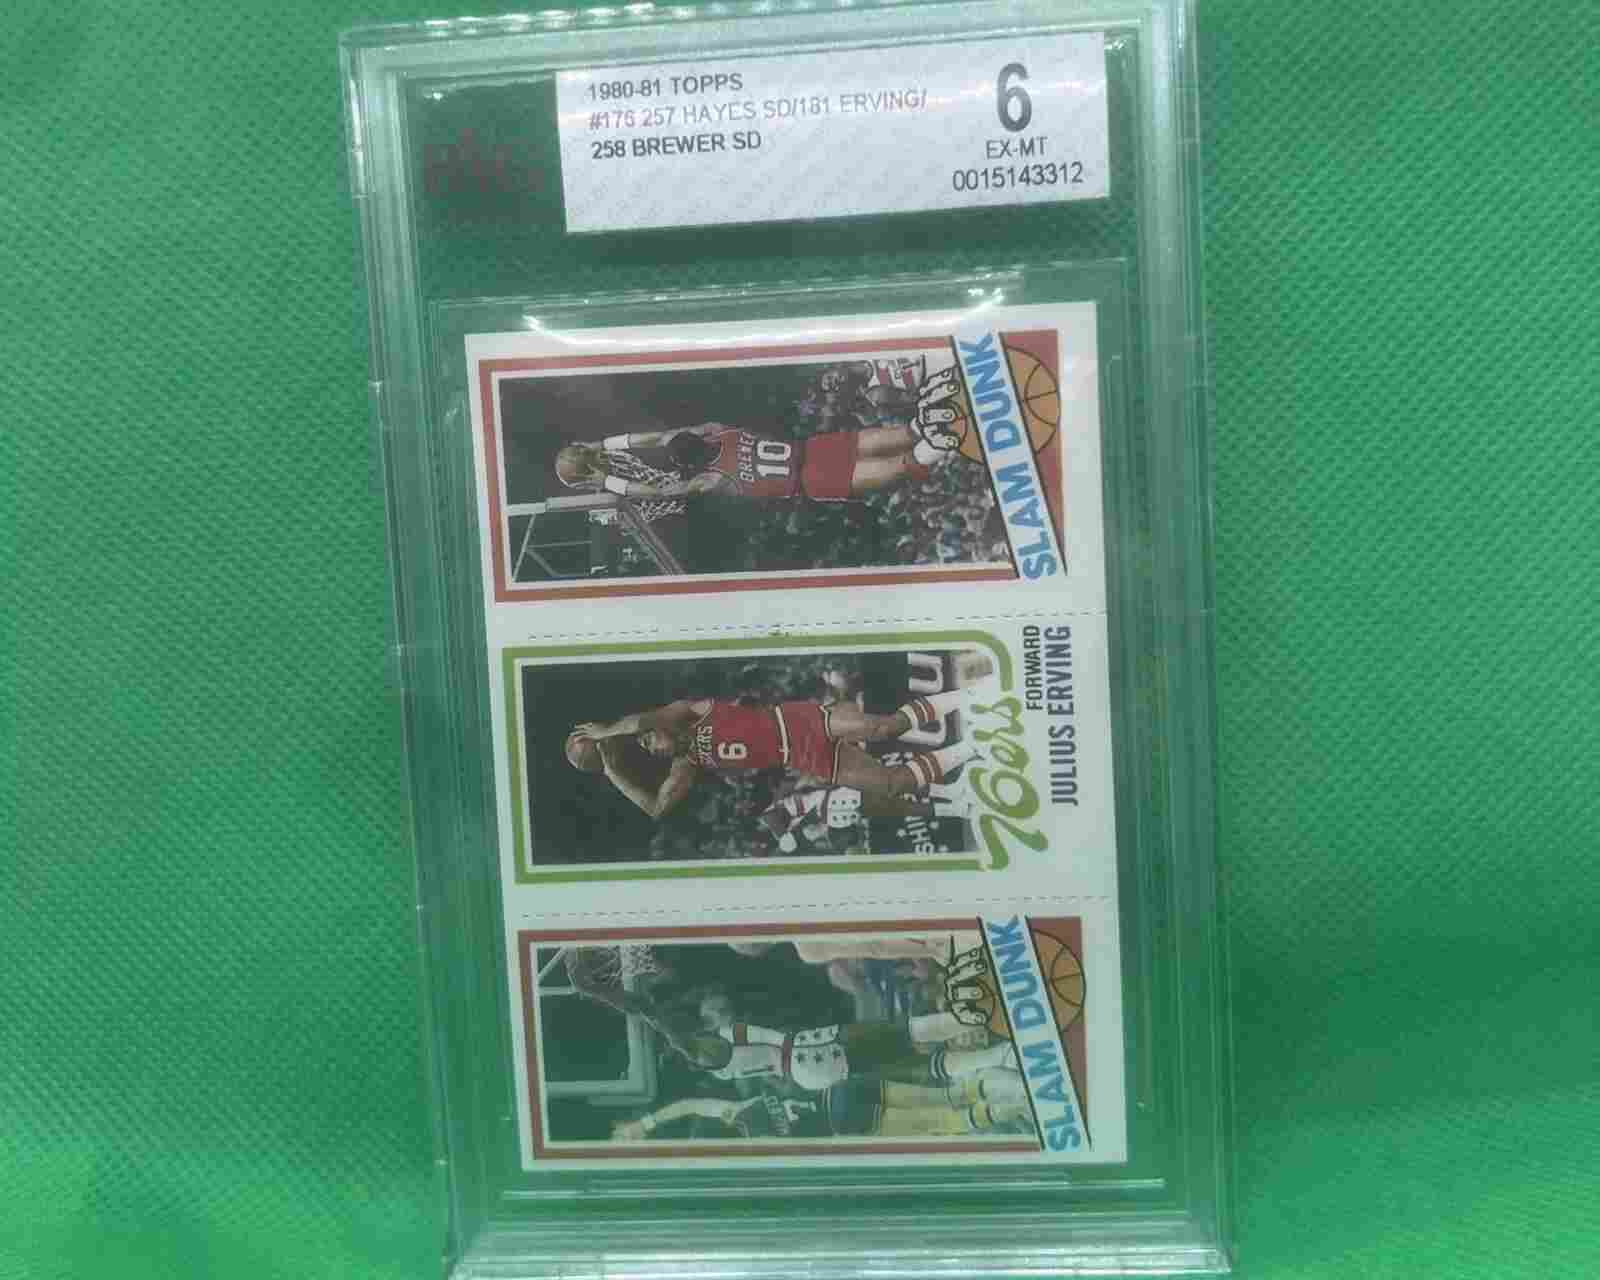 1980-81 TOPPS
#176 257 HAYES SD/181 ERVING/
258 BREWER SD
6
EX-MT
0015143312
SLAM DUNK
BREWER
10
FORWARD
JULIUS ERVING
76ers
6
SLAM DUNK
7